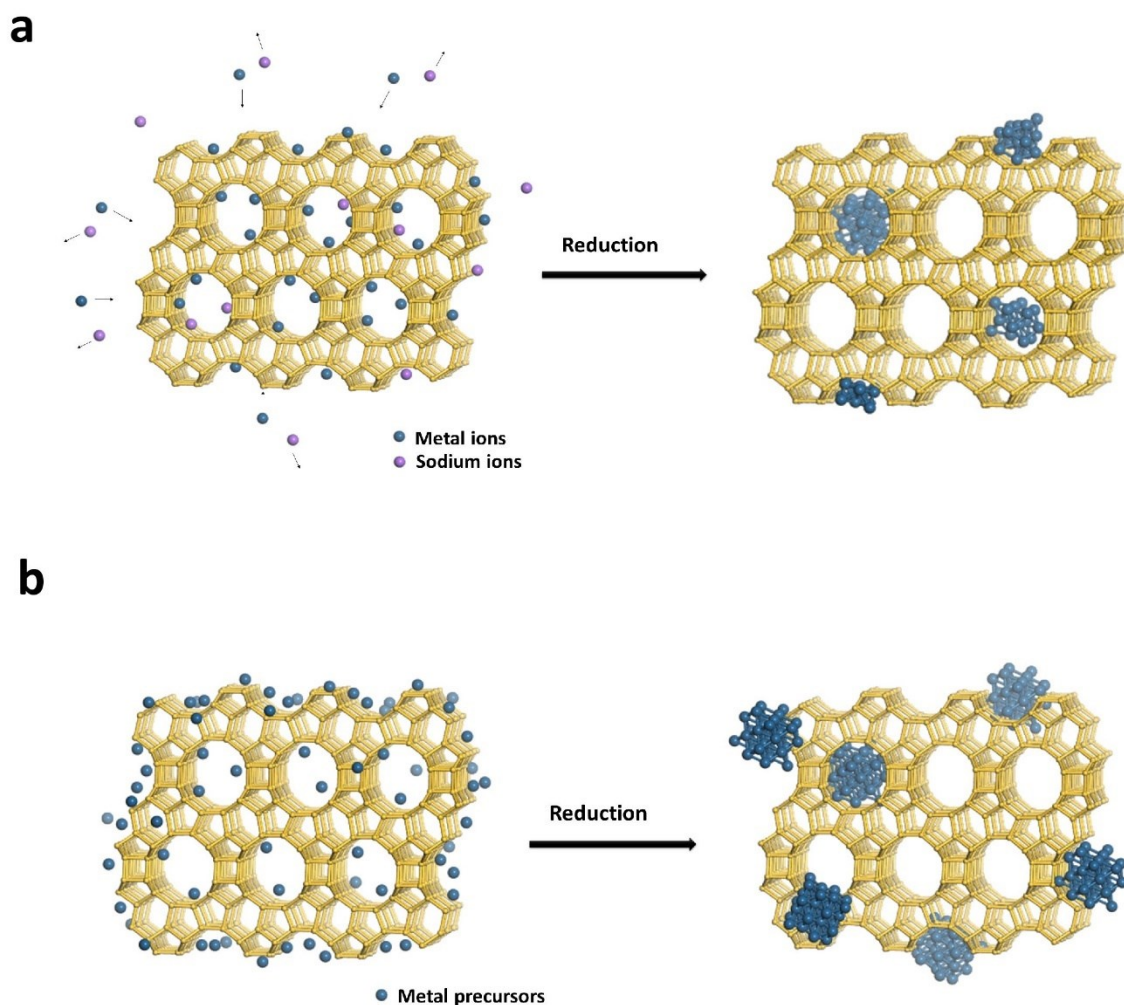 a
Reduction
Metal ions
Sodium ions
b
Reduction
Metal precursors